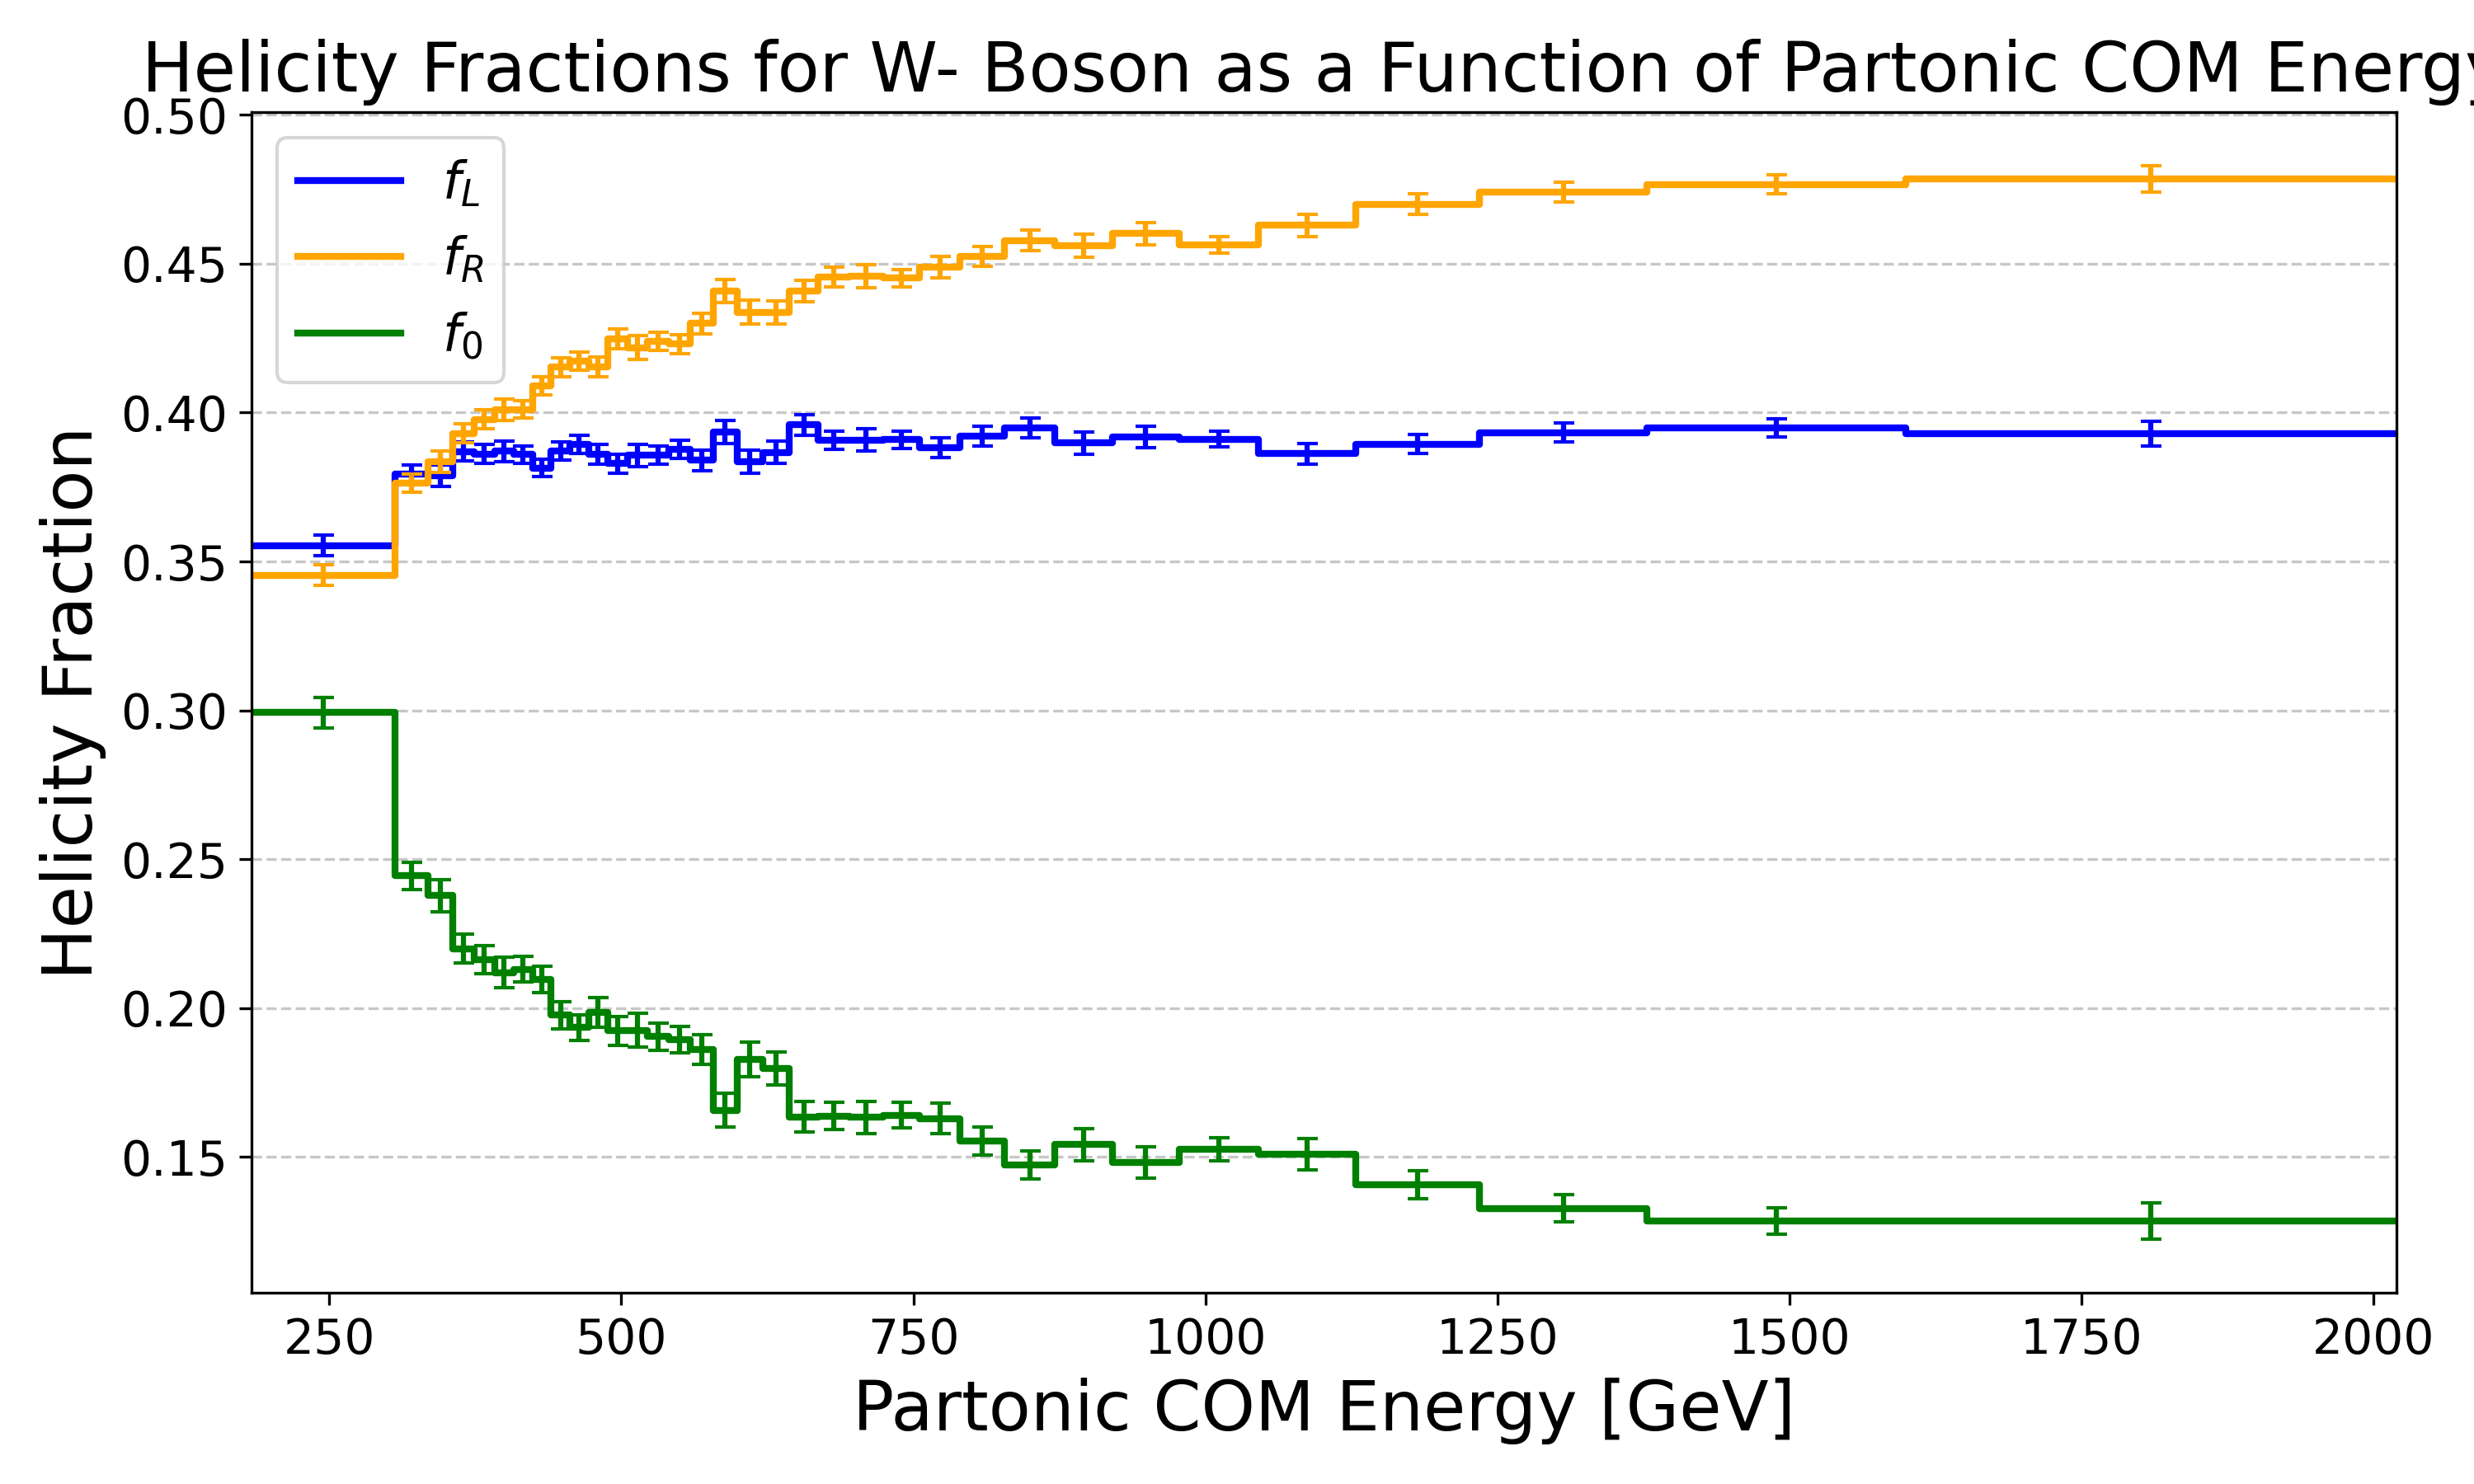 Helicity Fractions for W- Boson as a Function of Partonic COM Energy
f_L
f_R
f_0
Helicity Fraction
0.50
0.45
0.40
0.35
0.30
0.25
0.20
0.15
250 500 750 1000 1250 1500 1750 2000
Partonic COM Energy [GeV]